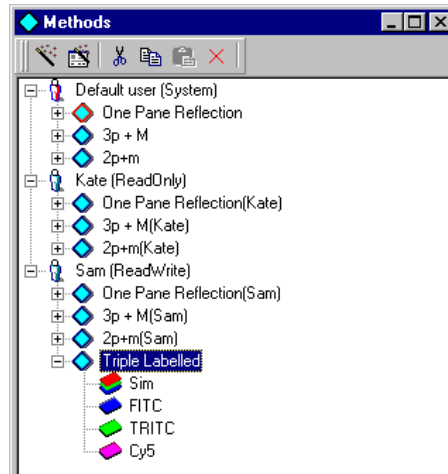 Methods
Default user (System)
One Pane Reflection
3p + M
2p+m
Kate (ReadOnly)
One Pane Reflection(Kate)
3p + M(Kate)
2p+m(Kate)
Sam (ReadWrite)
One Pane Reflection(Sam)
3p + M(Sam)
2p+m(Sam)
Triple Labelled
Sim
FITC
TRITC
Cy5